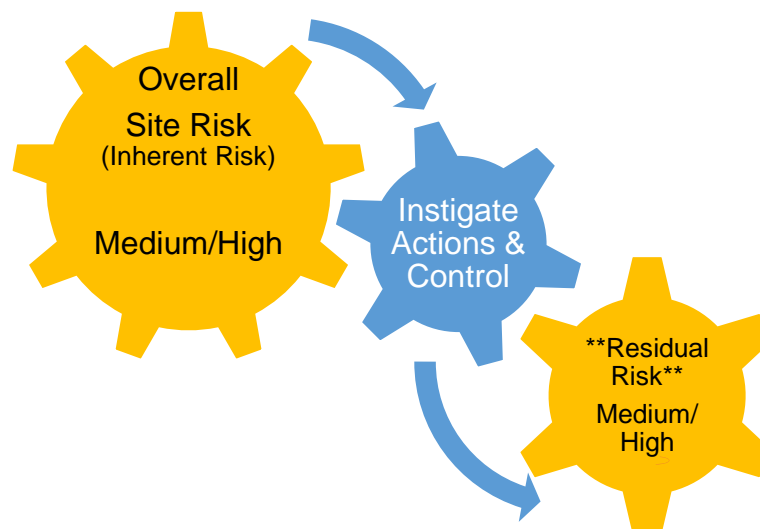 Overall
Site Risk
(Inherent Risk)
Medium/High
Instigate
Actions &
Control
**Residual
Risk**
Medium/
High